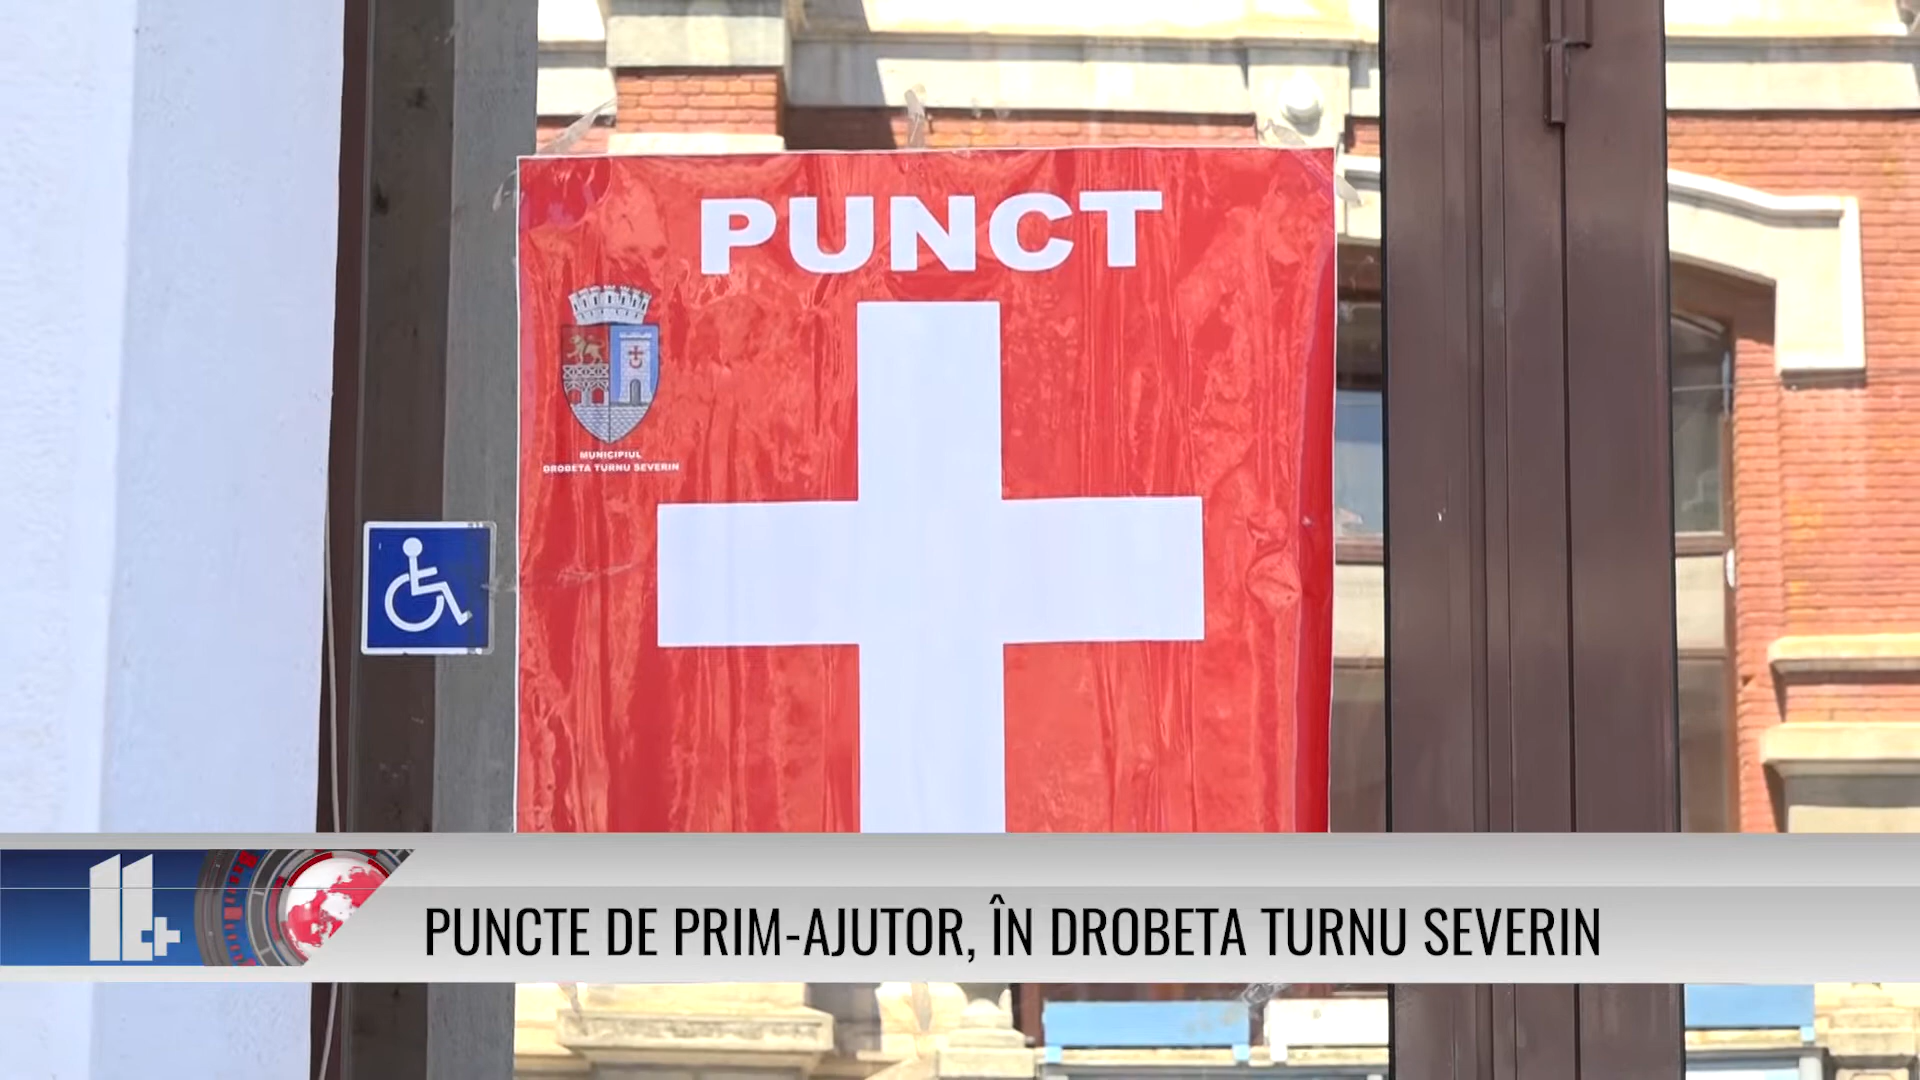 PUNCT
MUNICIPIUL
DROBETA TURNU SEVERIN
PUNCTE DE PRIM-AJUTOR, ÎN DROBETA TURNU SEVERIN